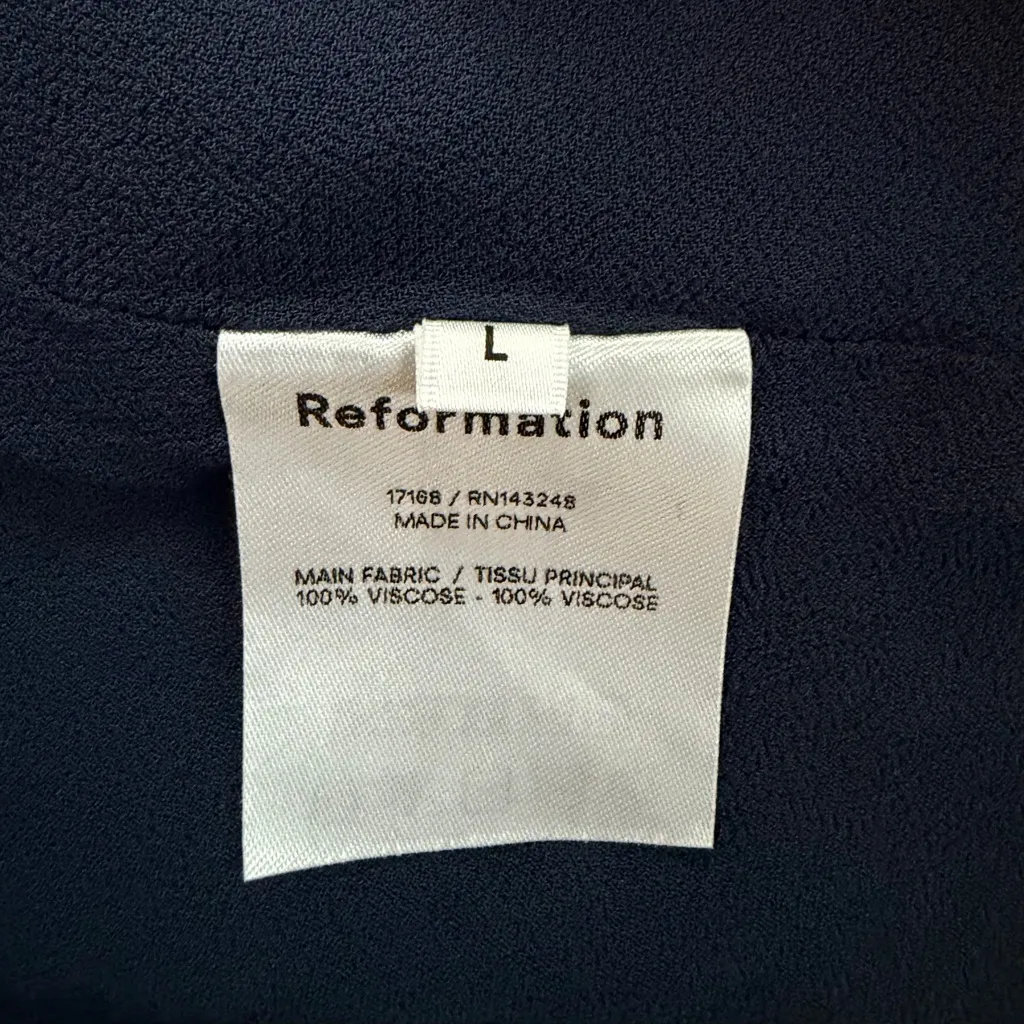 L
Reformation
17168 / RN143248
MADE IN CHINA
MAIN FABRIC / TISSU PRINCIPAL
100% VISCOSE - 100% VISCOSE